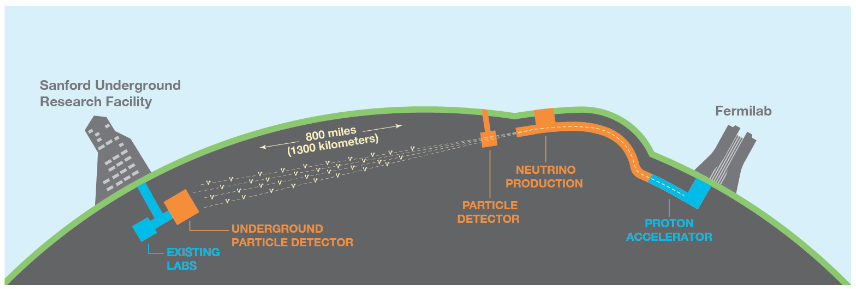 Sanford Underground
Research Facility
Fermilab
800 miles
(1300 kilometers)
NEUTRINO
PRODUCTION
PARTICLE
DETECTOR
PROTON
ACCELERATOR
UNDERGROUND
PARTICLE DETECTOR
EXISTING
LABS